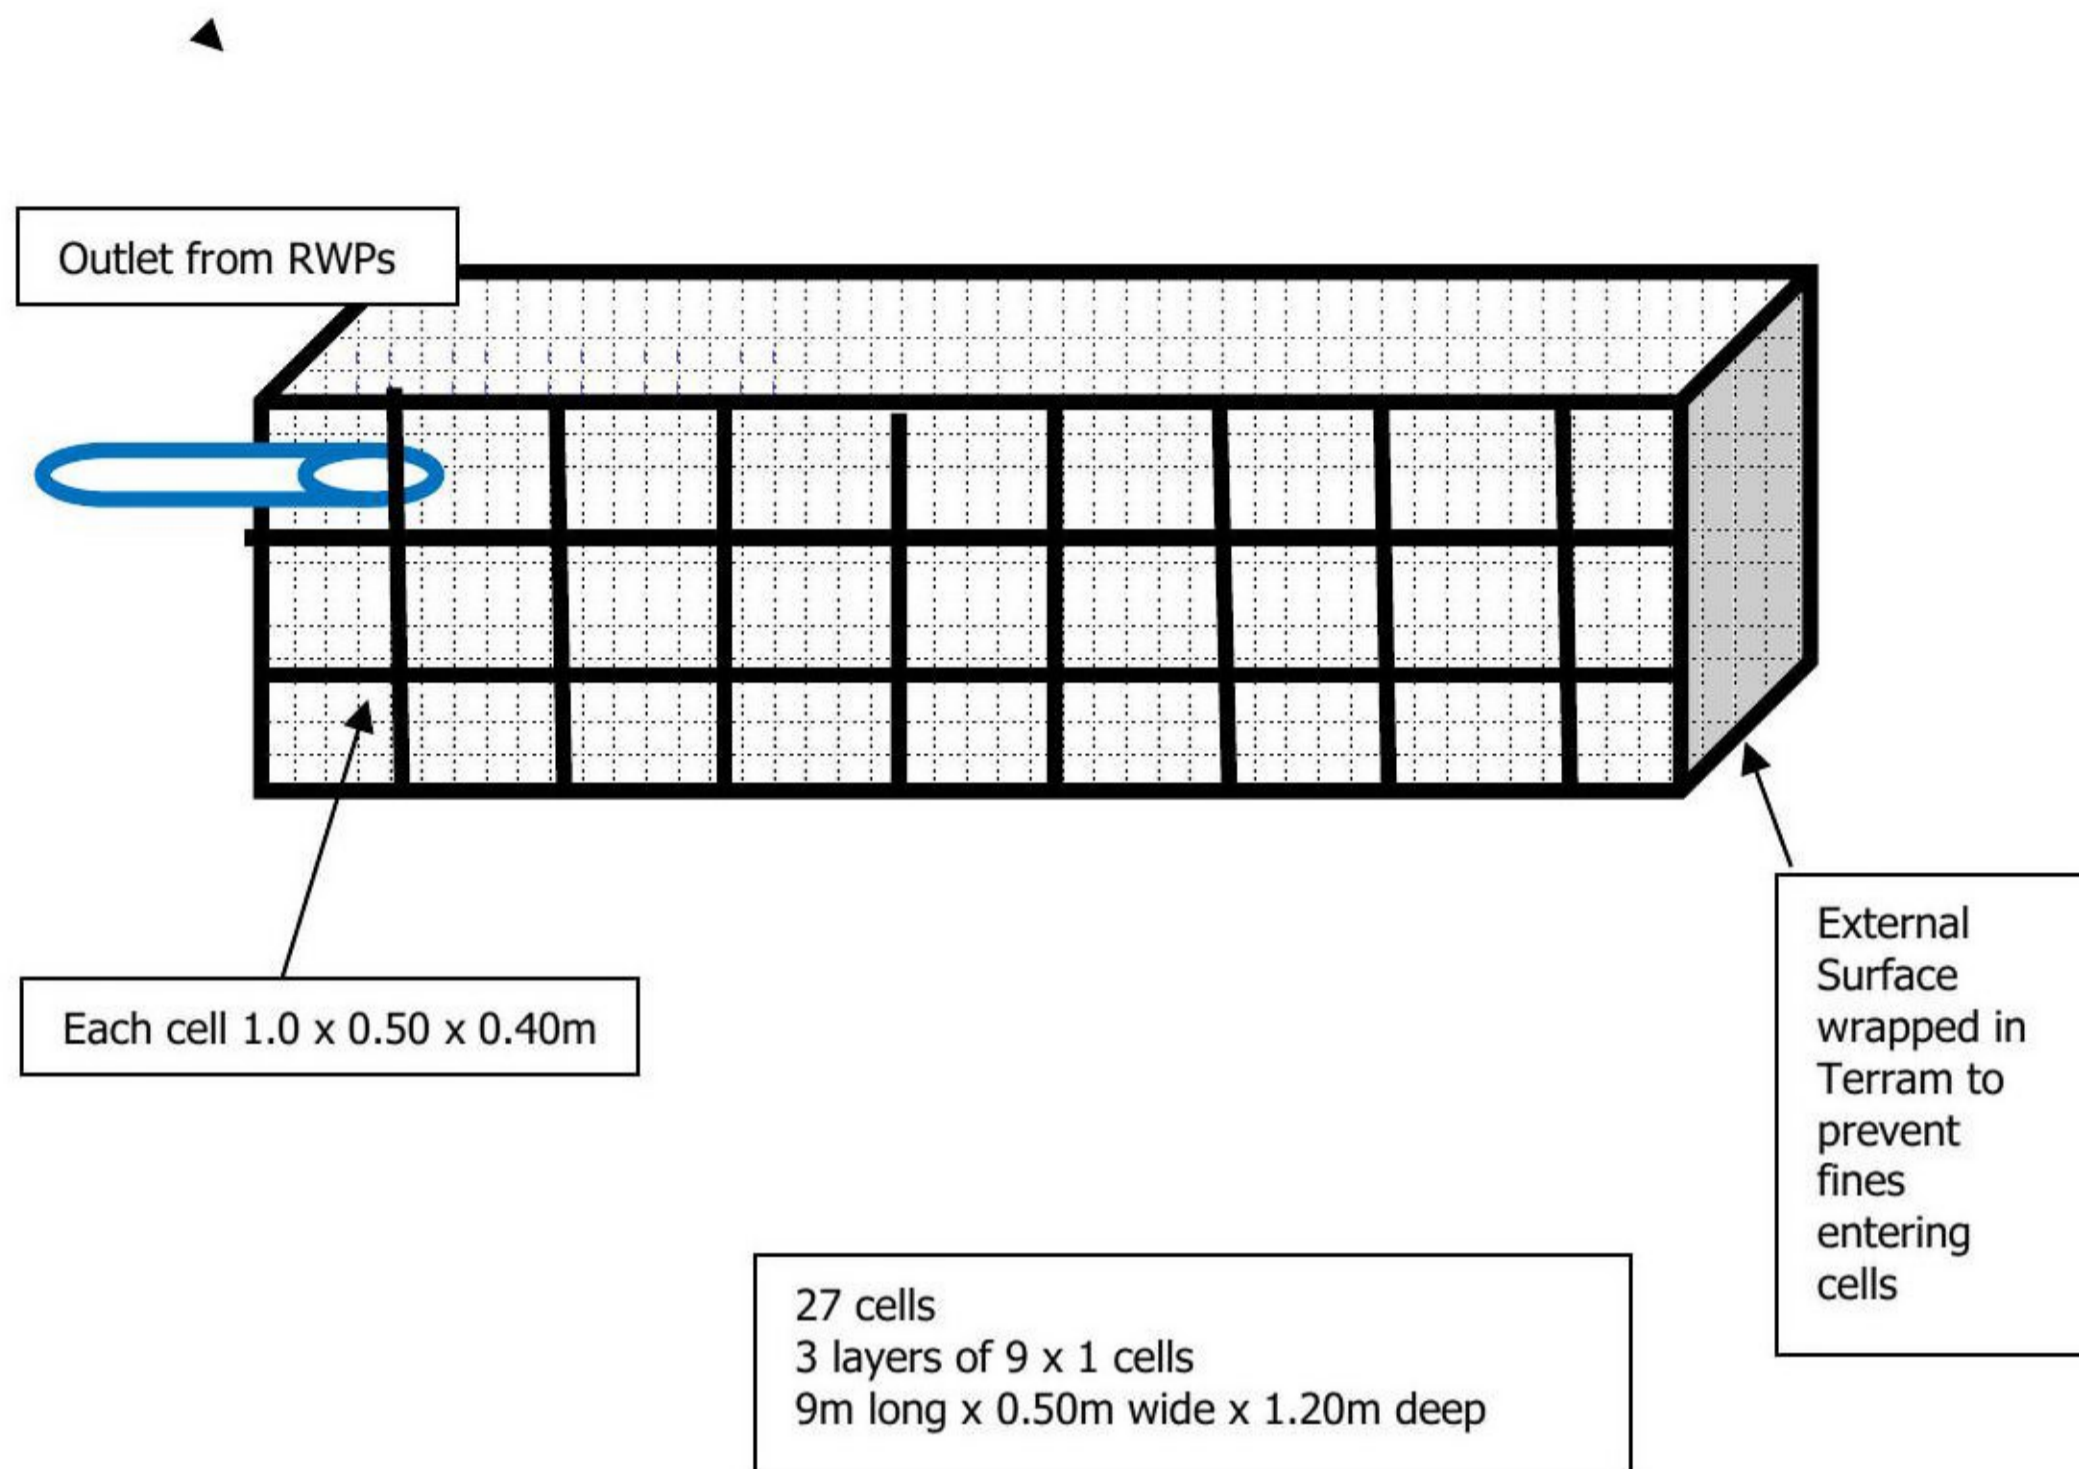 Outlet from RWPs
Each cell 1.0 x 0.50 x 0.40m
External
Surface
wrapped in
Terram to
prevent
fines
entering
cells
27 cells
3 layers of 9 x 1 cells
9m long x 0.50m wide x 1.20m deep